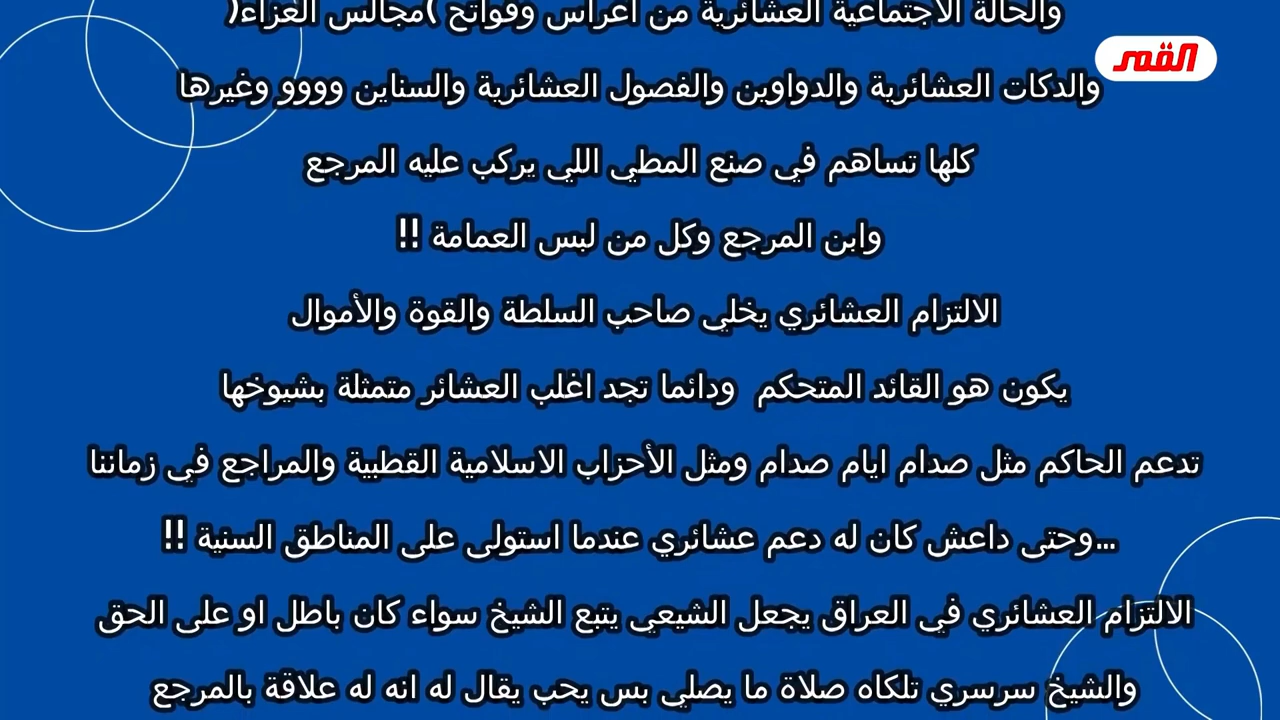 والحالة الاجتماعية العشائرية من اعراس وفواتح )مجالس العزاء(
القمر
والدكات العشائرية والدواوين والفصول العشائرية والسناين وووو وغيرها
كلها تساهم في صنع المطي اللي يركب عليه المرجع
وابن المرجع وكل من لبس العمامة !!
الالتزام العشائري يخلي صاحب السلطة والقوة والأموال
يكون هو القائد المتحكم ودائما تجد اغلب العشائر متمثلة بشيوخها
تدعم الحاكم مثل صدام ايام صدام ومثل الأحزاب الاسلامية القطبية والمراجع في زماننا
...وحتى داعش كان له دعم عشائري عندما استولى على المناطق السنية !!
الالتزام العشائري في العراق يجعل الشيعي يتبع الشيخ سواء كان باطل او على الحق
والشيخ سرسري تلكاه صلاة ما يصلي بس يحب يقال له انه له علاقة بالمرجع